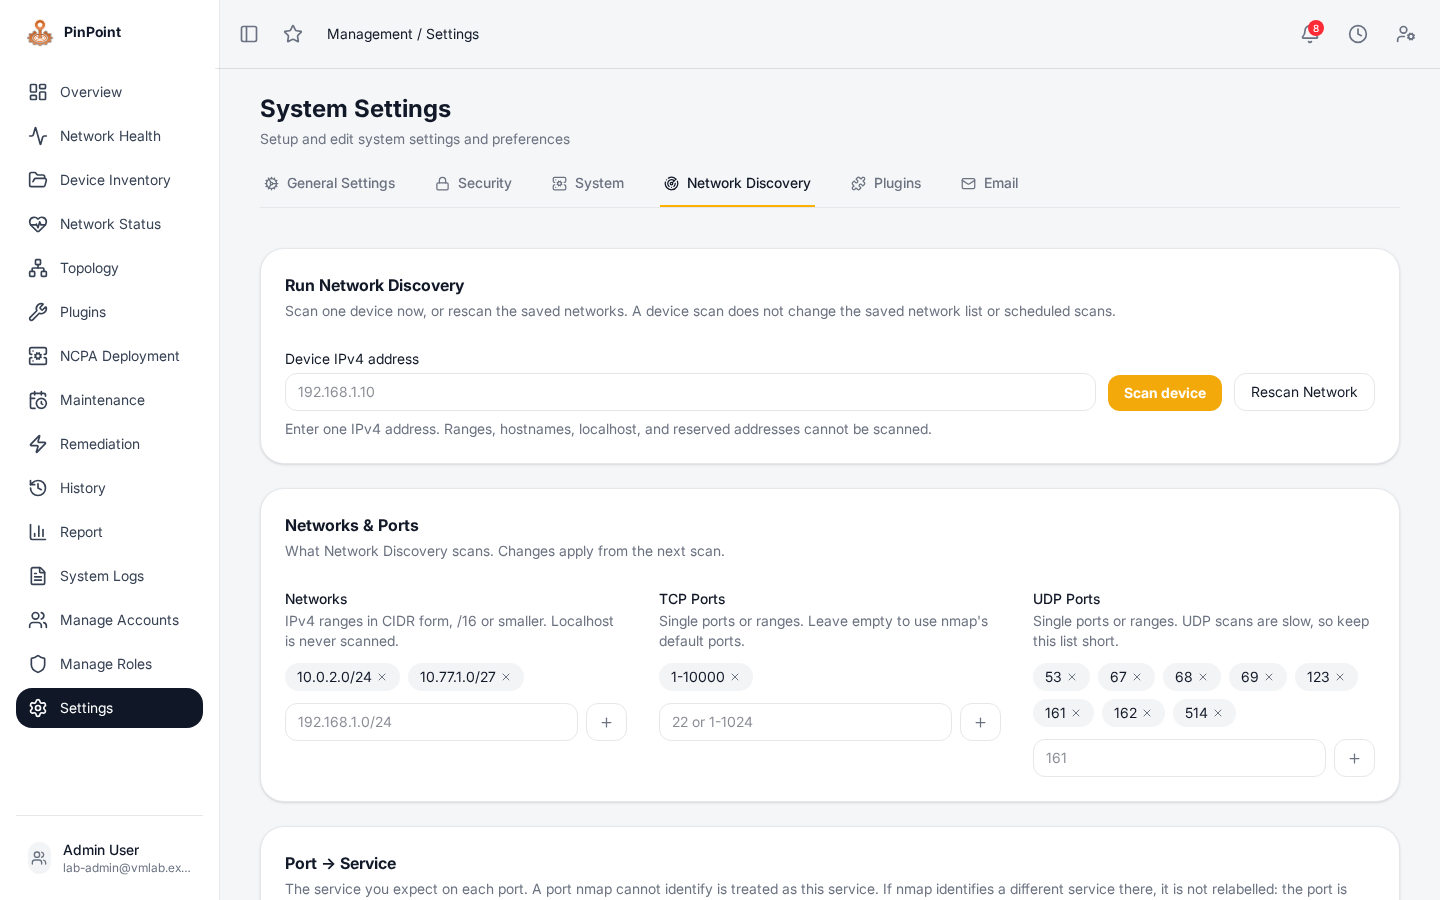 PinPoint
Management / Settings
8
Overview
Network Health
Device Inventory
Network Status
Topology
Plugins
NCPA Deployment
Maintenance
Remediation
History
Report
System Logs
Manage Accounts
Manage Roles
Settings
Admin User
lab-admin@vmlab.ex...
System Settings
Setup and edit system settings and preferences
General Settings
Security
System
Network Discovery
Plugins
Email
Run Network Discovery
Scan one device now, or rescan the saved networks. A device scan does not change the saved network list or scheduled scans.
Device IPv4 address
192.168.1.10
Scan device
Rescan Network
Enter one IPv4 address. Ranges, hostnames, localhost, and reserved addresses cannot be scanned.
Networks & Ports
What Network Discovery scans. Changes apply from the next scan.
Networks
IPv4 ranges in CIDR form, /16 or smaller. Localhost
is never scanned.
10.0.2.0/24 × 10.77.1.0/27 ×
192.168.1.0/24 +
TCP Ports
Single ports or ranges. Leave empty to use nmap's
default ports.
1-10000 ×
22 or 1-1024 +
UDP Ports
Single ports or ranges. UDP scans are slow, so keep
this list short.
53 × 67 × 68 × 69 × 123 ×
161 × 162 × 514 ×
161 +
Port → Service
The service you expect on each port. A port nmap cannot identify is treated as this service. If nmap identifies a different service there, it is not relabelled: the port is